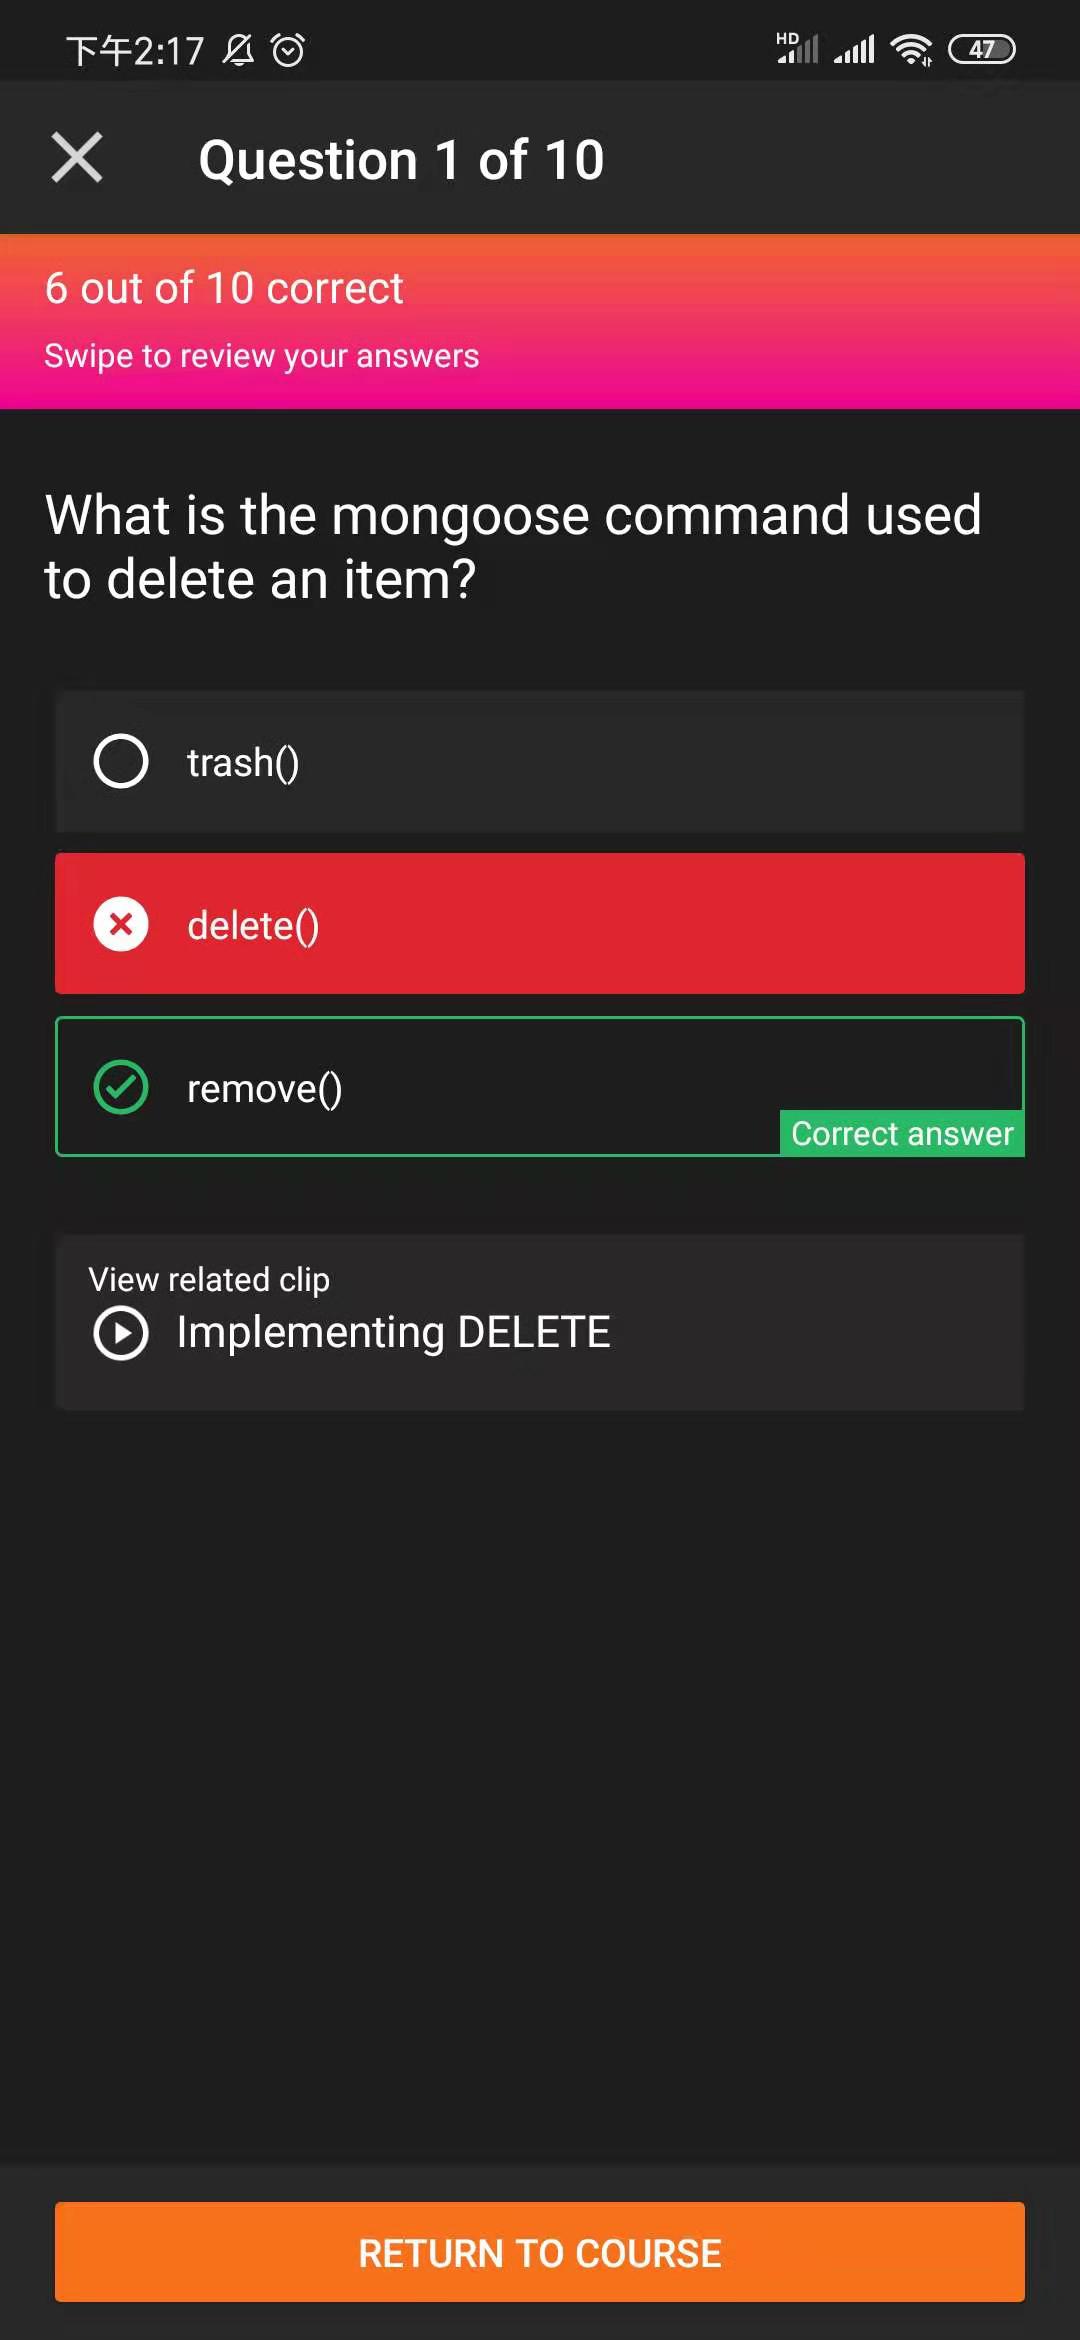 下午2:17 HD 47
Question 1 of 10
6 out of 10 correct
Swipe to review your answers
What is the mongoose command used
to delete an item?
trash()
delete()
remove()
Correct answer
View related clip
Implementing DELETE
RETURN TO COURSE